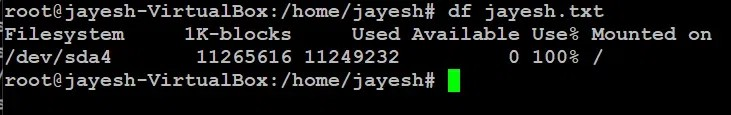 root@jayesh-VirtualBox:/home/jayesh# df jayesh.txt
Filesystem     1K-blocks     Used Available Use% Mounted on
/dev/sda4       11265616 11249232         0 100% /
root@jayesh-VirtualBox:/home/jayesh#